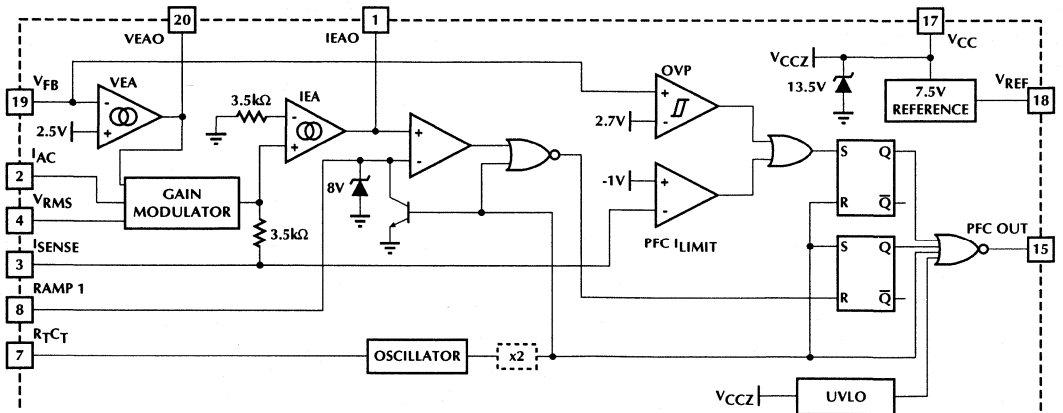 20
1
17
VEAO
IEAO
VCC
VFB
VEA
19
2.5V
3.5kΩ
IEA
OVP
2.7V
VCCZ
13.5V
7.5V
REFERENCE
VREF
18
IAC
2
VRMS
4
GAIN
MODULATOR
8V
-1V
S Q
R Q
ISENSE
3
3.5kΩ
PFC ILIMIT
S Q
R Q
PFC OUT
15
RAMP 1
8
RTCT
7
OSCILLATOR
x2
VCCZ
UVLO
+
-
+
-
+
-
+
-
+
-